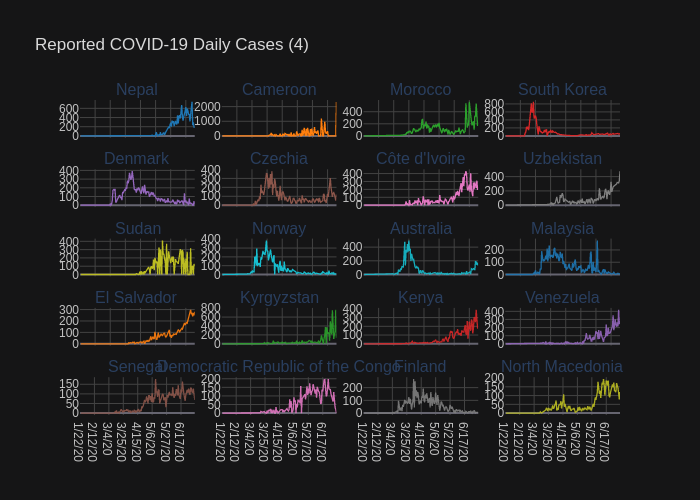 Reported COVID-19 Daily Cases (4)
Nepal Cameroon Morocco South Korea
600 400 200 0 2000 1000 0 400 200 0 800 600 400 200 0
Denmark Czechia Côte d'Ivoire Uzbekistan
400 300 200 100 0 400 300 200 100 0 400 300 200 100 0 400 200 0
Sudan Norway Australia Malaysia
400 300 200 100 0 400 300 200 100 0 400 200 0 200 100 0
El Salvador Kyrgyzstan Kenya Venezuela
300 200 100 0 800 600 400 200 0 400 300 200 100 0 400 300 200 100 0
Senegal Democratic Republic of the Congo Finland North Macedonia
150 100 50 0 200 150 100 50 0 200 100 0 200 150 100 50 0
1/22/20 2/12/20 3/4/20 3/25/20 4/15/20 5/6/20 5/27/20 6/17/20 1/22/20 2/12/20 3/4/20 3/25/20 4/15/20 5/6/20 5/27/20 6/17/20 1/22/20 2/12/20 3/4/20 3/25/20 4/15/20 5/6/20 5/27/20 6/17/20 1/22/20 2/12/20 3/4/20 3/25/20 4/15/20 5/6/20 5/27/20 6/17/20